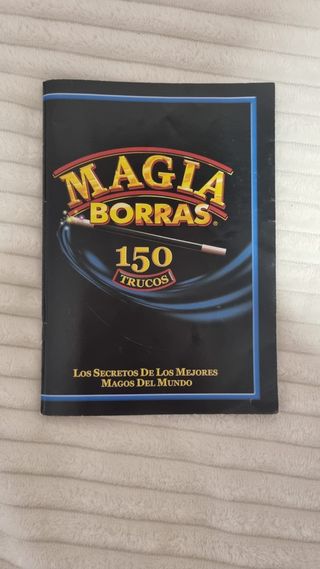 MAGIA
BORRAS®
150
TRUCOS
LOS SECRETOS DE LOS MEJORES
MAGOS DEL MUNDO